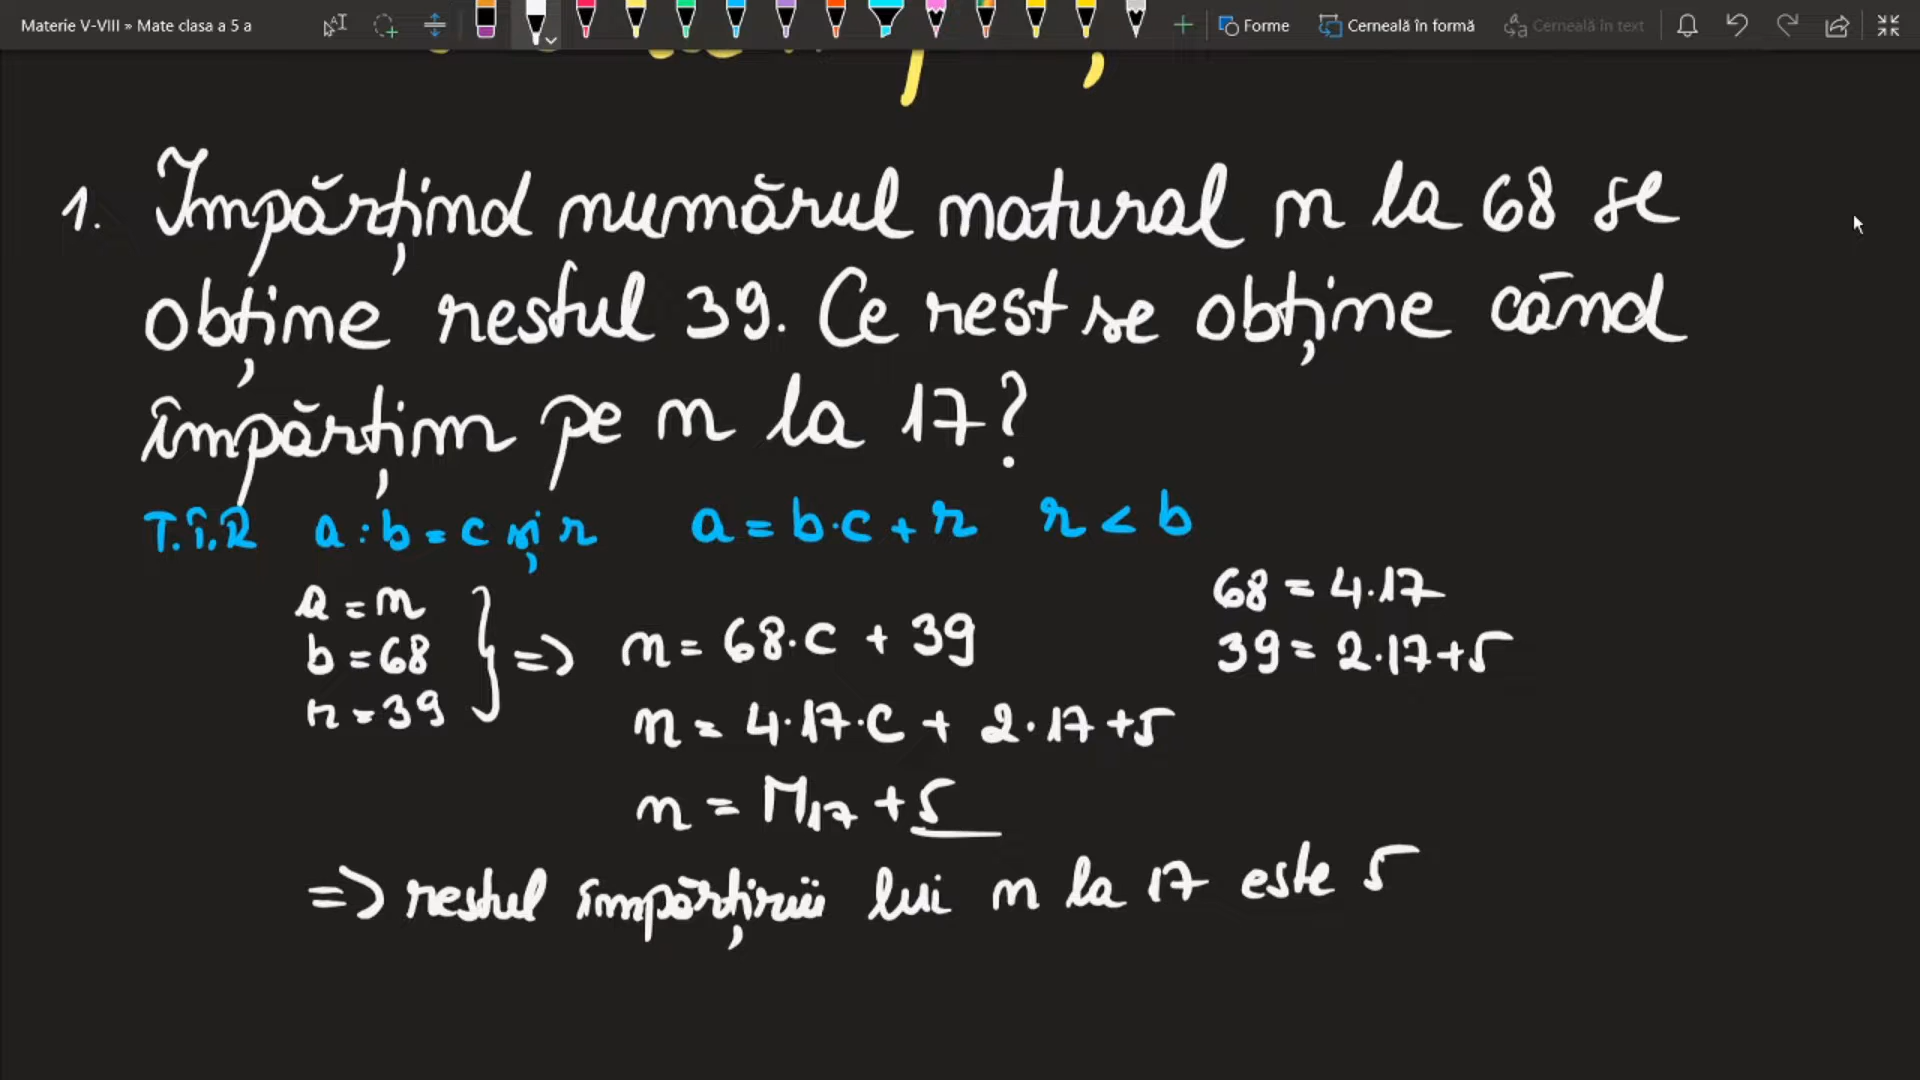 Materie V-VIII » Mate clasa a 5 a
Forme
Cerneală în formă
Cerneală în text
1. Împărțind numărul natural n la 68 se
obține restul 39. Ce rest se obține când
împărțim pe n la 17?
T.Î.R a : b = c și r a = b·c + r r < b
a = n
b = 68
r = 39
=> n = 68·c + 39
68 = 4·17
39 = 2·17+5
n = 4·17·c + 2·17+5
n = M17 + 5
=> restul împărțirii lui n la 17 este 5